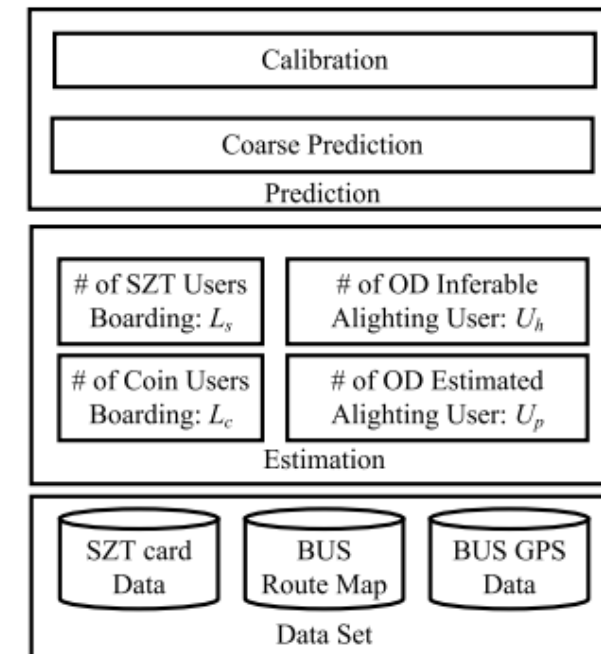 Calibration
Coarse Prediction
Prediction
# of SZT Users
Boarding: Lₛ
# of OD Inferable
Alighting User: Uₕ
# of Coin Users
Boarding: L_c
# of OD Estimated
Alighting User: Uₚ
Estimation
SZT card
Data
BUS
Route Map
BUS GPS
Data
Data Set